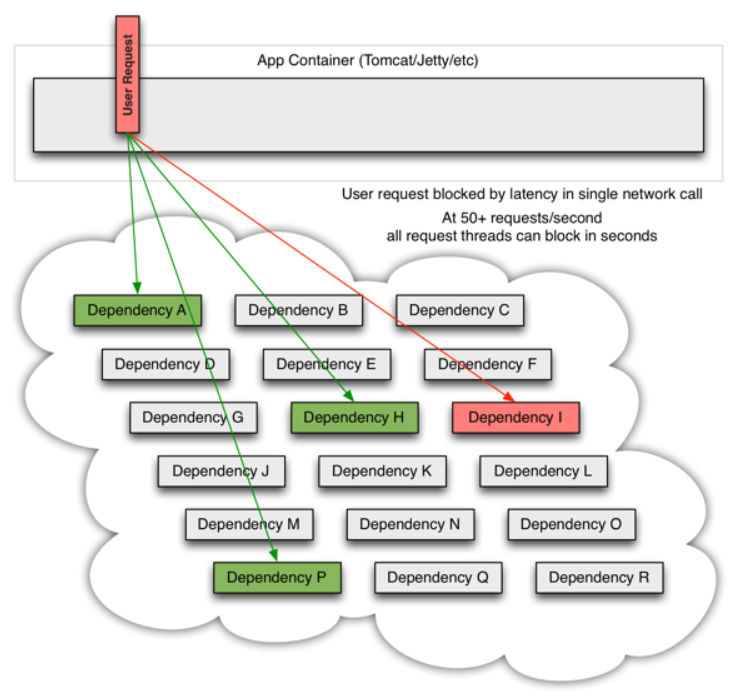 User Request
App Container (Tomcat/Jetty/etc)
User request blocked by latency in single network call
At 50+ requests/second
all request threads can block in seconds
Dependency A
Dependency B
Dependency C
Dependency D
Dependency E
Dependency F
Dependency G
Dependency H
Dependency I
Dependency J
Dependency K
Dependency L
Dependency M
Dependency N
Dependency O
Dependency P
Dependency Q
Dependency R